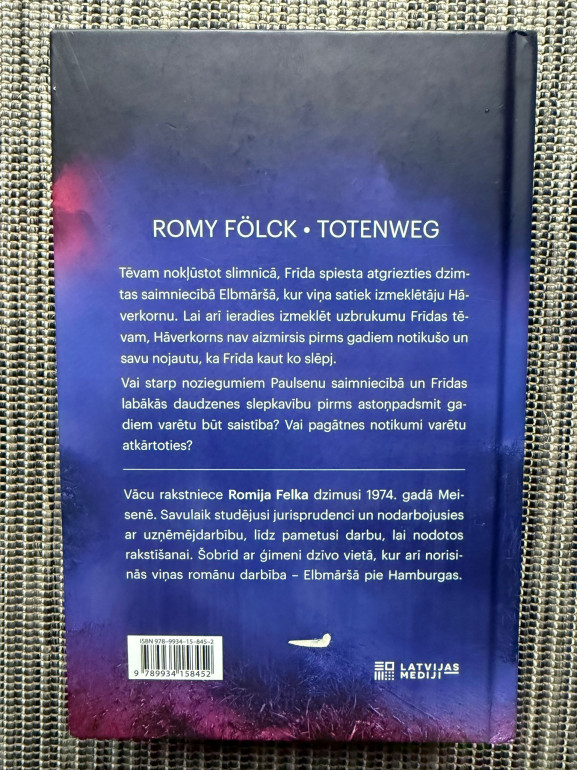 ROMY FÖLCK • TOTENWEG
Tēvam nokļūstot slimnīcā, Frīda spiesta atgriezties dzim-
tas saimniecībā Elbmāršā, kur viņa satiek izmeklētāju Hā-
verkornu. Lai arī ieradies izmeklēt uzbrukumu Frīdas tē-
vam, Hāverkorns nav aizmirsis pirms gadiem notikušo un
savu nojautu, ka Frīda kaut ko slēpj.
Vai starp noziegumiem Paulsenu saimniecībā un Frīdas
labākās daudzenes slepkavību pirms astoņpadsmit ga-
diem varētu būt saistība? Vai pagātnes notikumi varētu
atkārtoties?
Vācu rakstniece Romija Felka dzimusi 1974. gadā Mei-
senē. Savulaik studējusi jurisprudenci un nodarbojusies
ar uzņēmējdarbību, līdz pametusi darbu, lai nodotos
rakstīšanai. Šobrīd ar ģimeni dzīvo vietā, kur arī norisi-
nās viņas romānu darbība – Elbmāršā pie Hamburgas.
ISBN 978-9934-15-845-2
9 789934 158452
LATVIJAS
MEDIJI